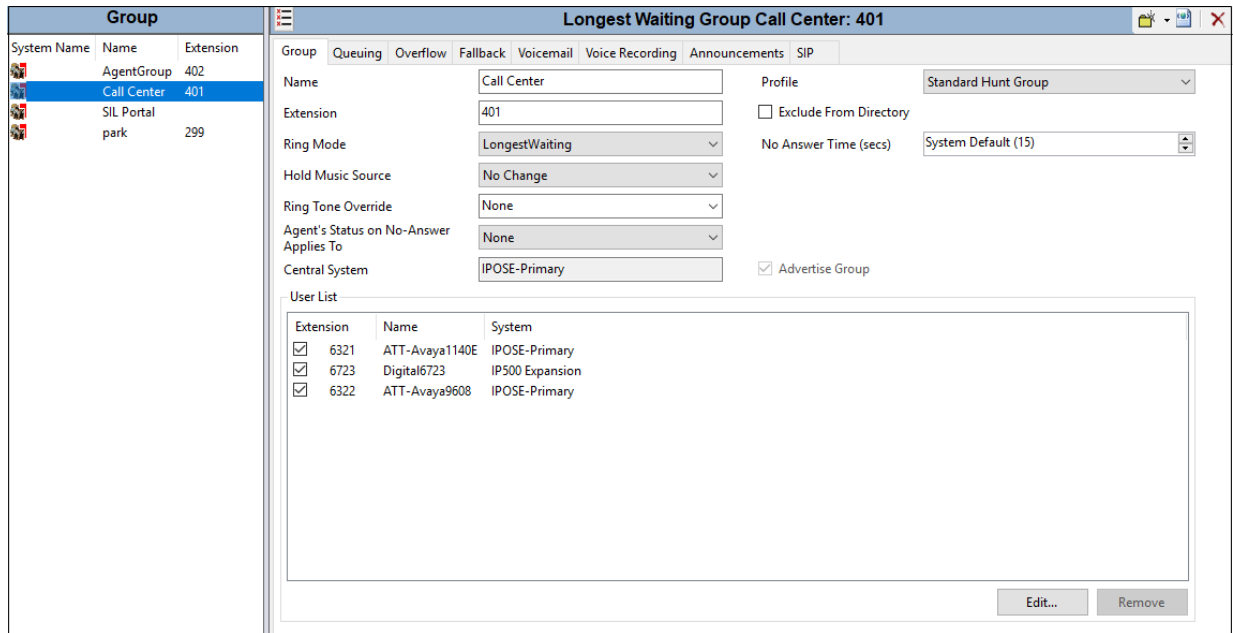 Group
System Name Name Extension
AgentGroup 402
Call Center 401
SIL Portal
park 299
Longest Waiting Group Call Center: 401
Group Queuing Overflow Fallback Voicemail Voice Recording Announcements SIP
Name Call Center Profile Standard Hunt Group
Extension 401 Exclude From Directory
Ring Mode LongestWaiting No Answer Time (secs) System Default (15)
Hold Music Source No Change
Ring Tone Override None
Agent's Status on No-Answer
Applies To None
Central System IPOSE-Primary Advertise Group
User List
Extension Name System
6321 ATT-Avaya1140E IPOSE-Primary
6723 Digital6723 IP500 Expansion
6322 ATT-Avaya9608 IPOSE-Primary
Edit... Remove